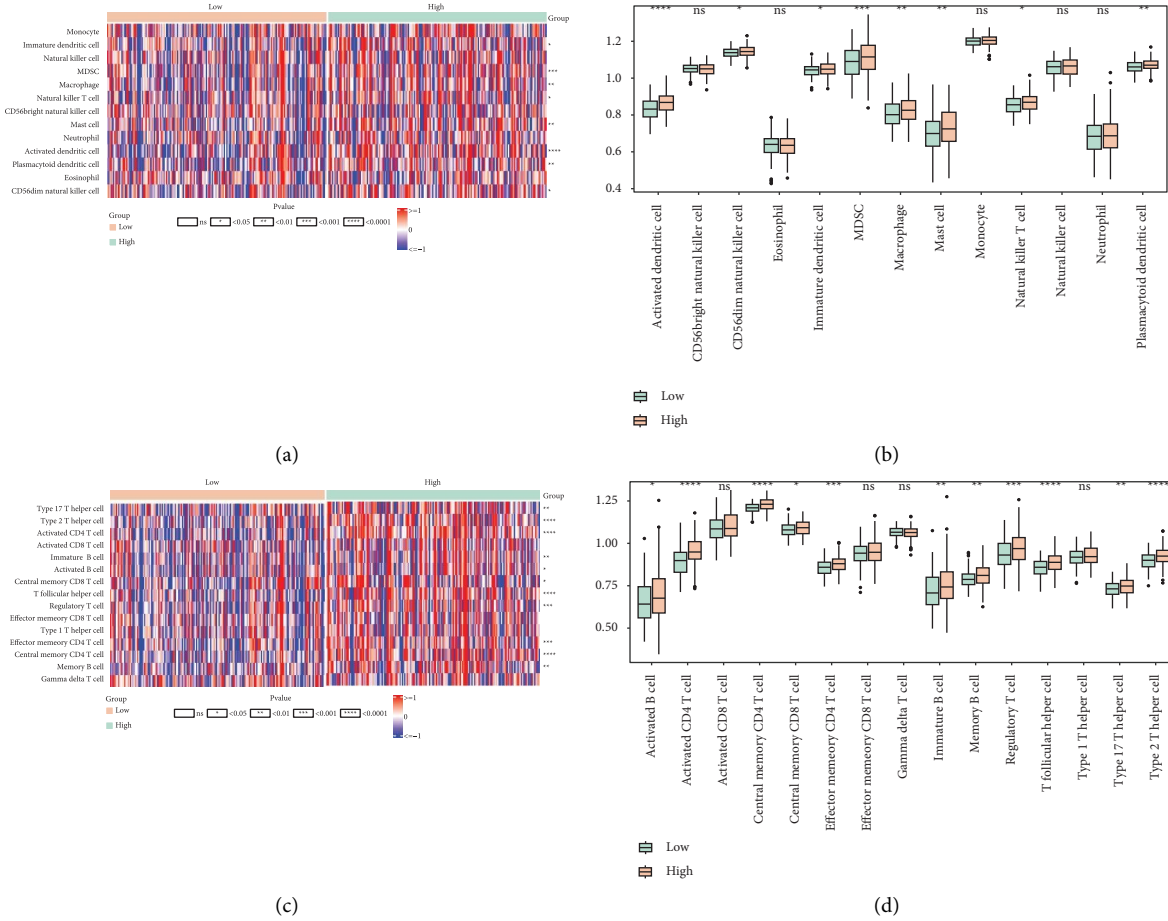 Low
High
Group
Monocyte
Immature dendritic cell *
Natural killer cell
MDSC ***
Macrophage **
Natural killer T cell *
CD56bright natural killer cell
Mast cell **
Neutrophil
Activated dendritic cell ****
Plasmacytoid dendritic cell **
Eosinophil
CD56dim natural killer cell *
Pvalue
ns * <0.05 ** <0.01 *** <0.001 **** <0.0001
Group
Low
High
>=1
0
<=−1
(a)
**** ns * ns * *** ** ** ns * ns ns **
1.2
1.0
0.8
0.6
0.4
Activated dendritic cell
CD56bright natural killer cell
CD56dim natural killer cell
Eosinophil
Immature dendritic cell
MDSC
Macrophage
Mast cell
Monocyte
Natural killer T cell
Natural killer cell
Neutrophil
Plasmacytoid dendritic cell
Low
High
(b)
Low
High
Group
Type 17 T helper cell **
Type 2 T helper cell ****
Activated CD4 T cell ****
Activated CD8 T cell
Immature B cell **
Activated B cell *
Central memory CD8 T cell *
T follicular helper cell ****
Regulatory T cell ***
Effector memeory CD8 T cell
Type 1 T helper cell
Effector memeory CD4 T cell ***
Central memory CD4 T cell ****
Memory B cell **
Gamma delta T cell
Pvalue
ns * <0.05 ** <0.01 *** <0.001 **** <0.0001
Group
Low
High
>=1
0
<=−1
(c)
* **** ns **** * *** ns ns ** ** *** **** ns ** ****
1.25
1.00
0.75
0.50
Activated B cell
Activated CD4 T cell
Activated CD8 T cell
Central memory CD4 T cell
Central memory CD8 T cell
Effector memeory CD4 T cell
Effector memeory CD8 T cell
Gamma delta T cell
Immature B cell
Memory B cell
Regulatory T cell
T follicular helper cell
Type 1 T helper cell
Type 17 T helper cell
Type 2 T helper cell
Low
High
(d)